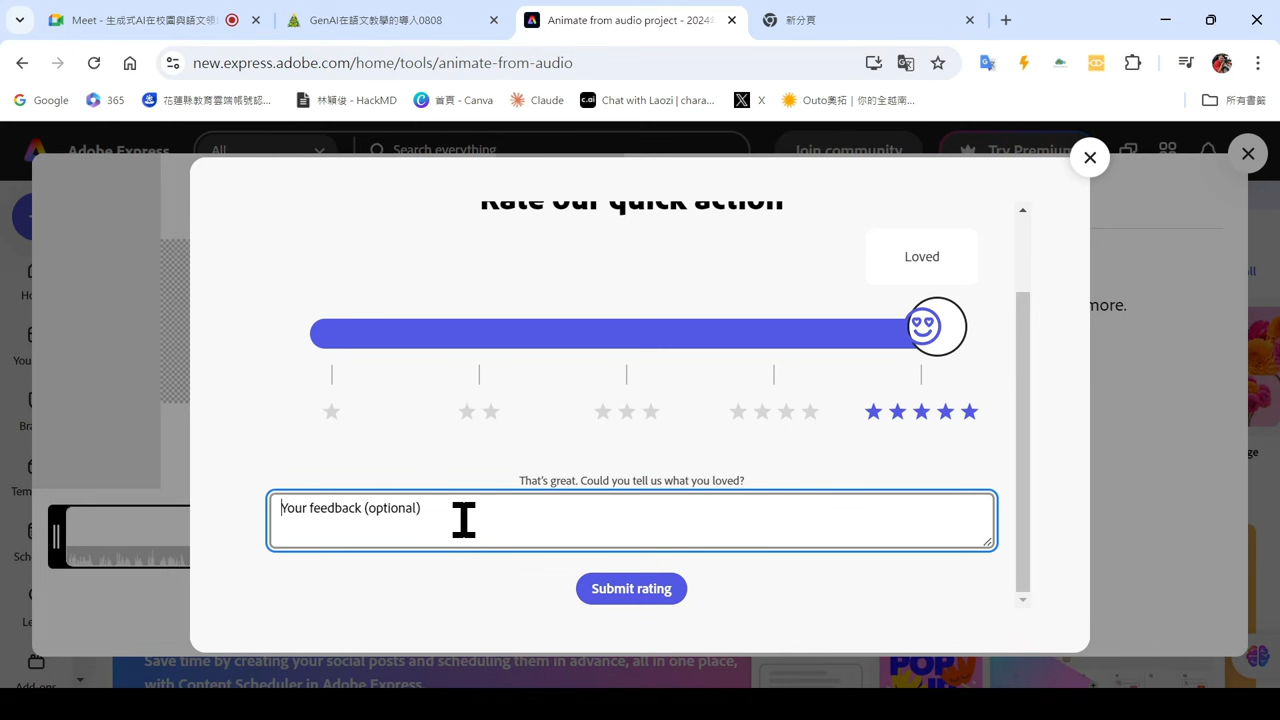 Meet - 生成式AI在校園與語文領
GenAI在語文教學的導入0808
Animate from audio project - 2024
新分頁
new.express.adobe.com/home/tools/animate-from-audio
Google
365
花蓮縣教育雲端帳號認...
林穎俊 - HackMD
首頁 - Canva
Claude
c.ai
Chat with Laozi | chara...
X
Outo奧拓｜你的全越南...
所有書籤
Adobe Express
All
Search everything
Join community
Try Premium
Rate our quick action
Loved
more.
That's great. Could you tell us what you loved?
Your feedback (optional)
Submit rating
Save time by creating your social posts and scheduling them in advance, all in one place,
with Content Scheduler in Adobe Express.
Add-ons
POP